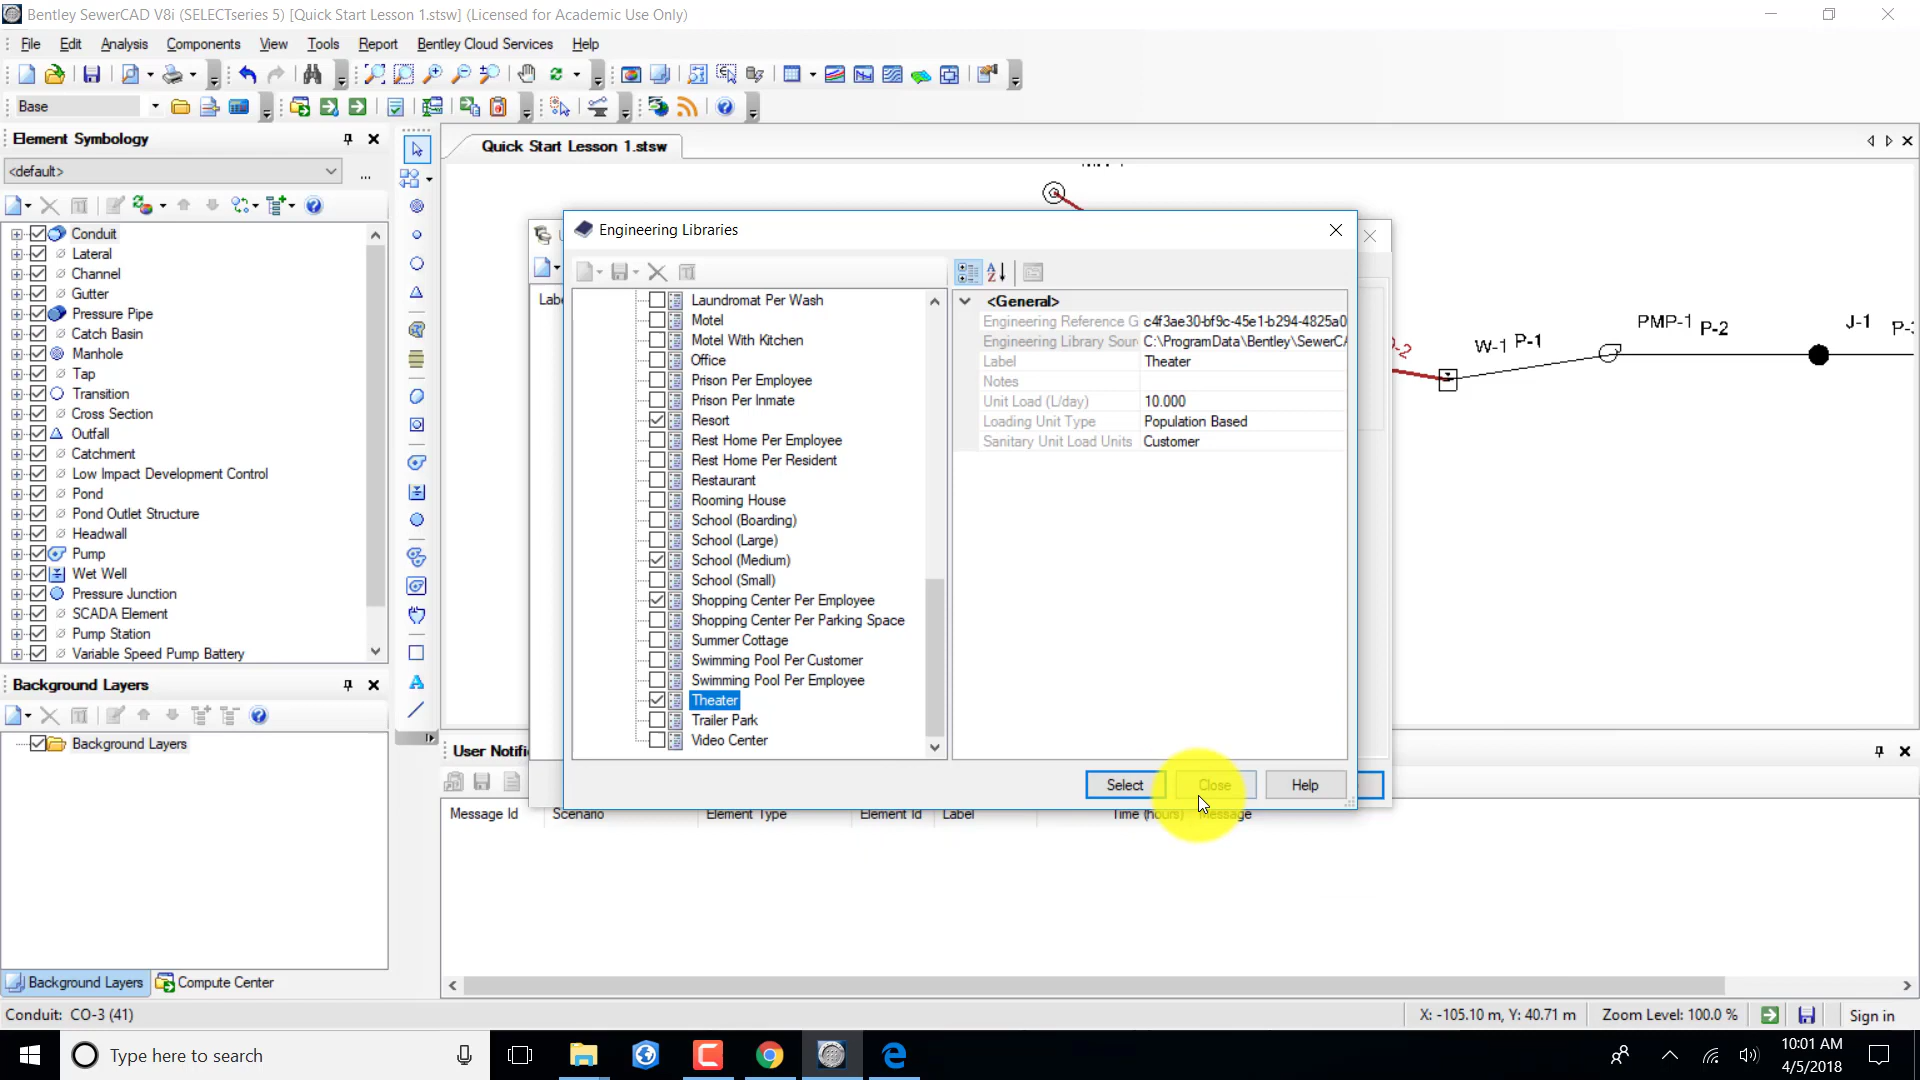 Bentley SewerCAD V8i (SELECTseries 5) [Quick Start Lesson 1.stsw] (Licensed for Academic Use Only)
File Edit Analysis Components View Tools Report Bentley Cloud Services Help
Base
Element Symbology
<default>
...
Conduit
Lateral
Channel
Gutter
Pressure Pipe
Catch Basin
Manhole
Tap
Transition
Cross Section
Outfall
Catchment
Low Impact Development Control
Pond
Pond Outlet Structure
Headwall
Pump
Wet Well
Pressure Junction
SCADA Element
Pump Station
Variable Speed Pump Battery
Background Layers
Background Layers
Background Layers Compute Center
Quick Start Lesson 1.stsw
W-1 P-1
PMP-1 P-2
J-1
Engineering Libraries
Laundromat Per Wash
Motel
Motel With Kitchen
Office
Prison Per Employee
Prison Per Inmate
Resort
Rest Home Per Employee
Rest Home Per Resident
Restaurant
Rooming House
School (Boarding)
School (Large)
School (Medium)
School (Small)
Shopping Center Per Employee
Shopping Center Per Parking Space
Summer Cottage
Swimming Pool Per Customer
Swimming Pool Per Employee
Theater
Trailer Park
Video Center
<General>
Engineering Reference G c4f3ae30-bf9c-45e1-b294-4825a0
Engineering Library Sour C:\ProgramData\Bentley\SewerCA
Label Theater
Notes
Unit Load (L/day) 10.000
Loading Unit Type Population Based
Sanitary Unit Load Units Customer
Select Close Help
User Notifi
Message Id Scenario Element Type Element Id Label Time (hours) Message
Conduit: CO-3 (41)
X: -105.10 m, Y: 40.71 m Zoom Level: 100.0 % Sign in
Type here to search
10:01 AM
4/5/2018